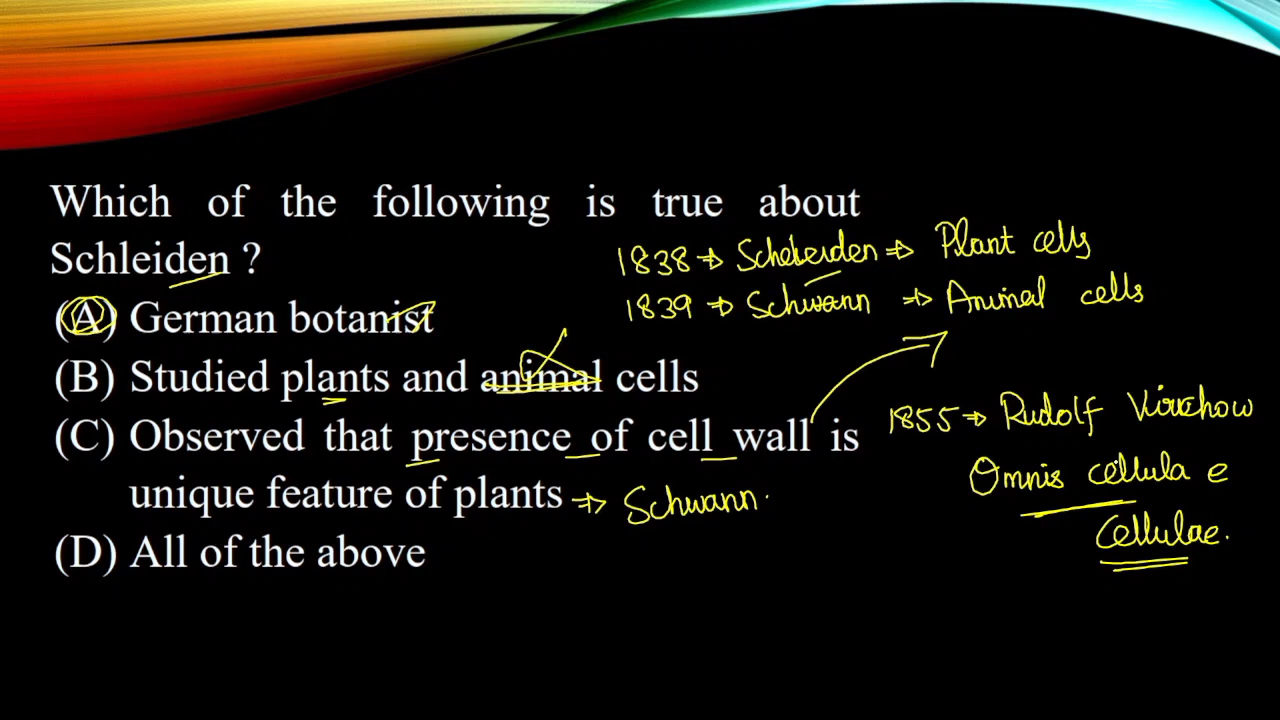 Which of the following is true about
Schleiden ?
(A) German botanist
(B) Studied plants and animal cells
(C) Observed that presence of cell wall is
unique feature of plants ⇒ Schwann.
(D) All of the above
1838 ⇒ Scheleiden ⇒ Plant cells
1839 ⇒ Schwann ⇒ Animal cells
1855 ⇒ Rudolf Virchow
Omnis cellula e
Cellulae.